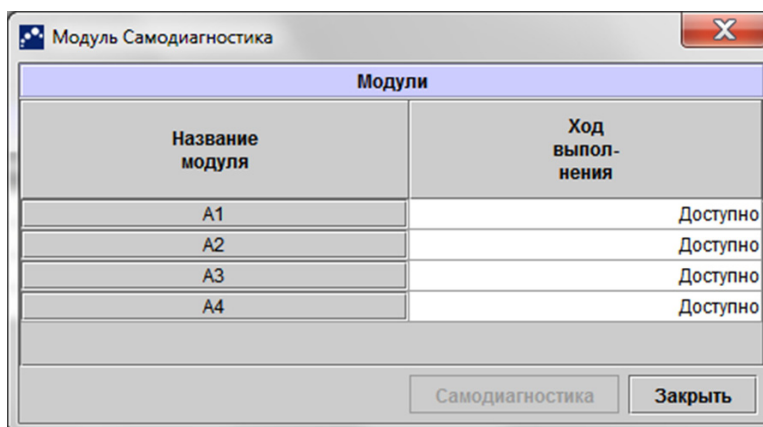 Модуль Самодиагностика
Модули
Название
модуля
Ход
выпол-
нения
A1 Доступно
A2 Доступно
A3 Доступно
A4 Доступно
Самодиагностика Закрыть